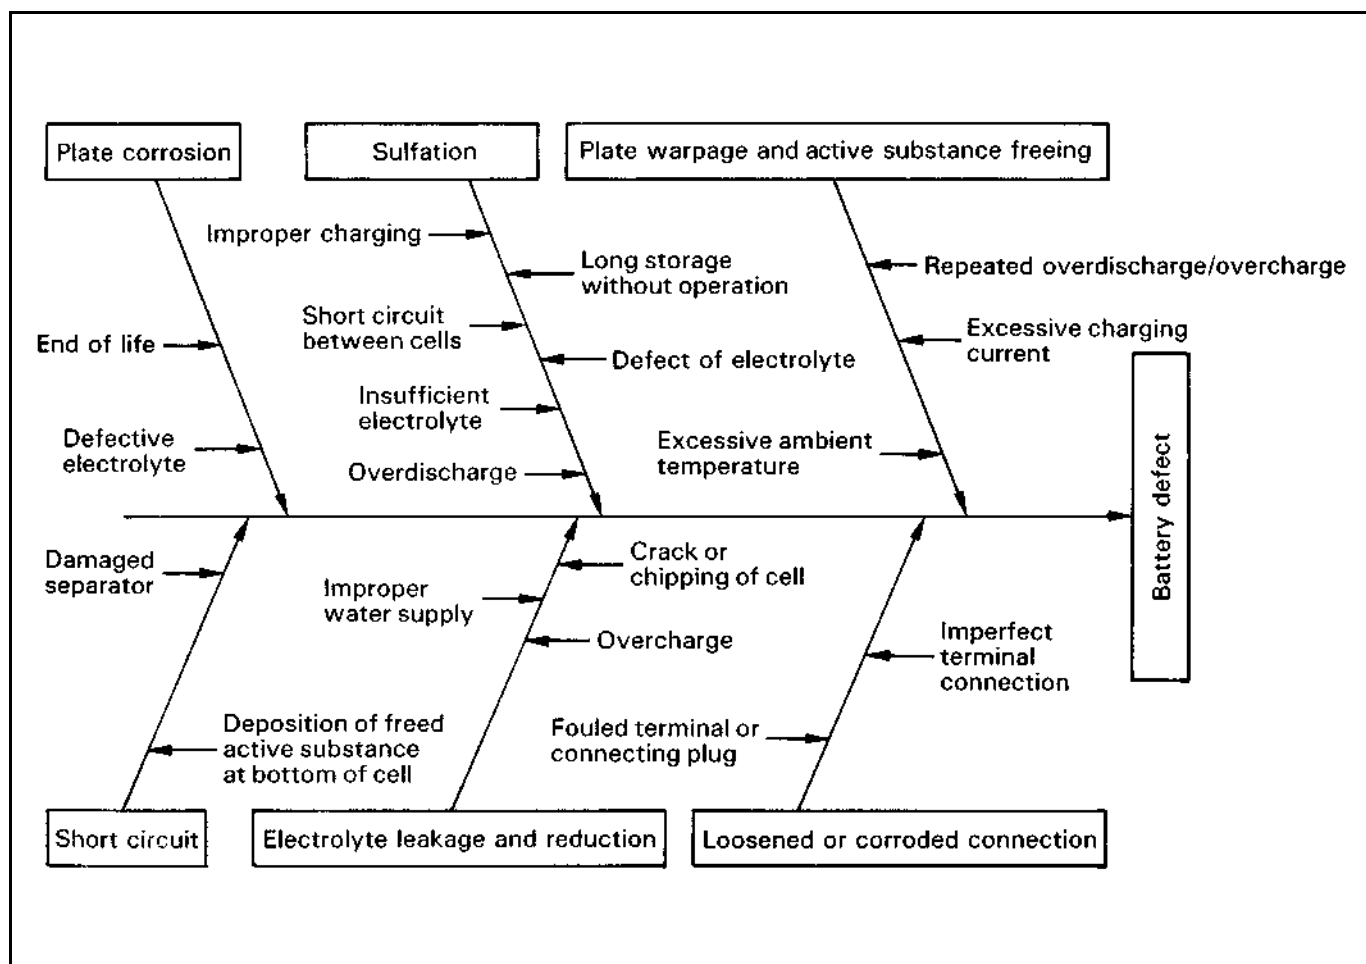 Plate corrosion
Sulfation
Plate warpage and active substance freeing
Improper charging
Long storage
without operation
Repeated overdischarge/overcharge
Short circuit
between cells
End of life
Defect of electrolyte
Excessive charging
current
Insufficient
electrolyte
Defective
electrolyte
Overdischarge
Excessive ambient
temperature
Battery defect
Damaged
separator
Crack or
chipping of cell
Improper
water supply
Overcharge
Imperfect
terminal
connection
Deposition of freed
active substance
at bottom of cell
Fouled terminal or
connecting plug
Short circuit
Electrolyte leakage and reduction
Loosened or corroded connection